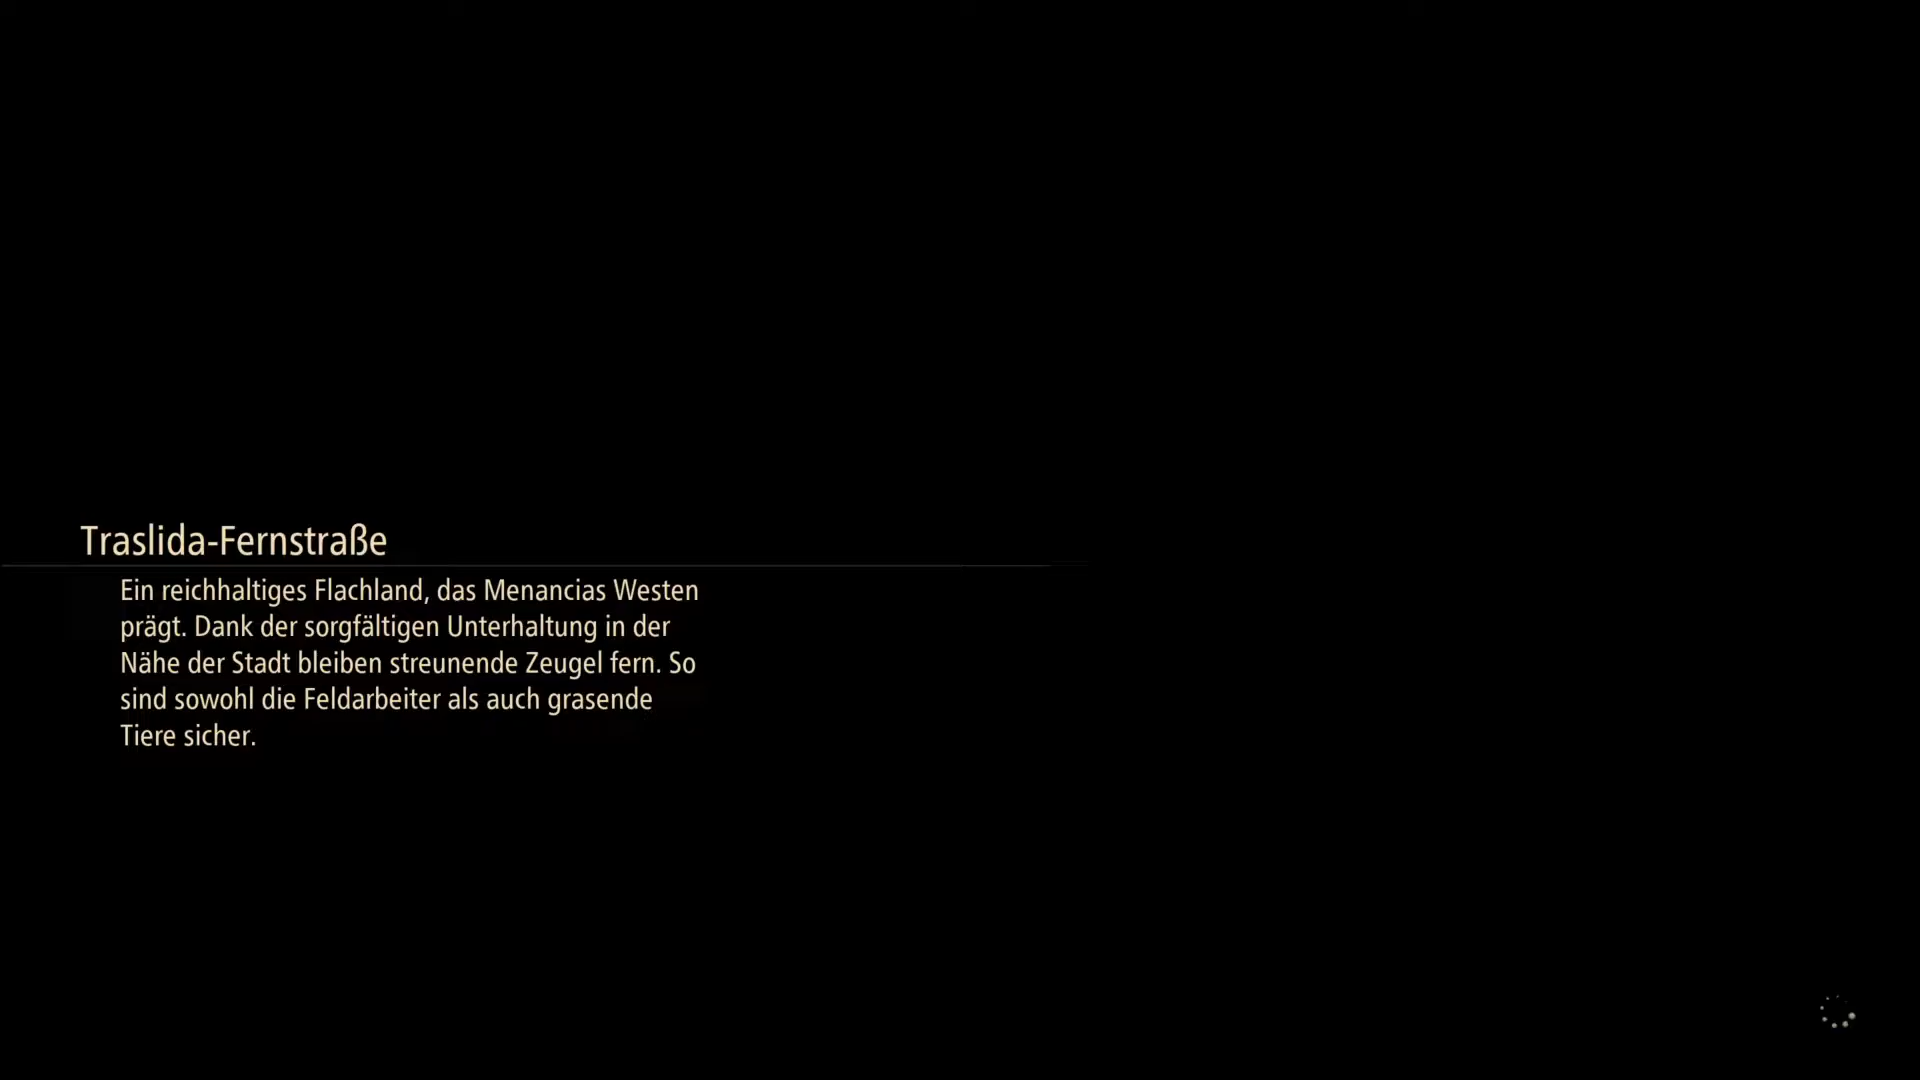 Traslida-Fernstraße
Ein reichhaltiges Flachland, das Menancias Westen
prägt. Dank der sorgfältigen Unterhaltung in der
Nähe der Stadt bleiben streunende Zeugel fern. So
sind sowohl die Feldarbeiter als auch grasende
Tiere sicher.